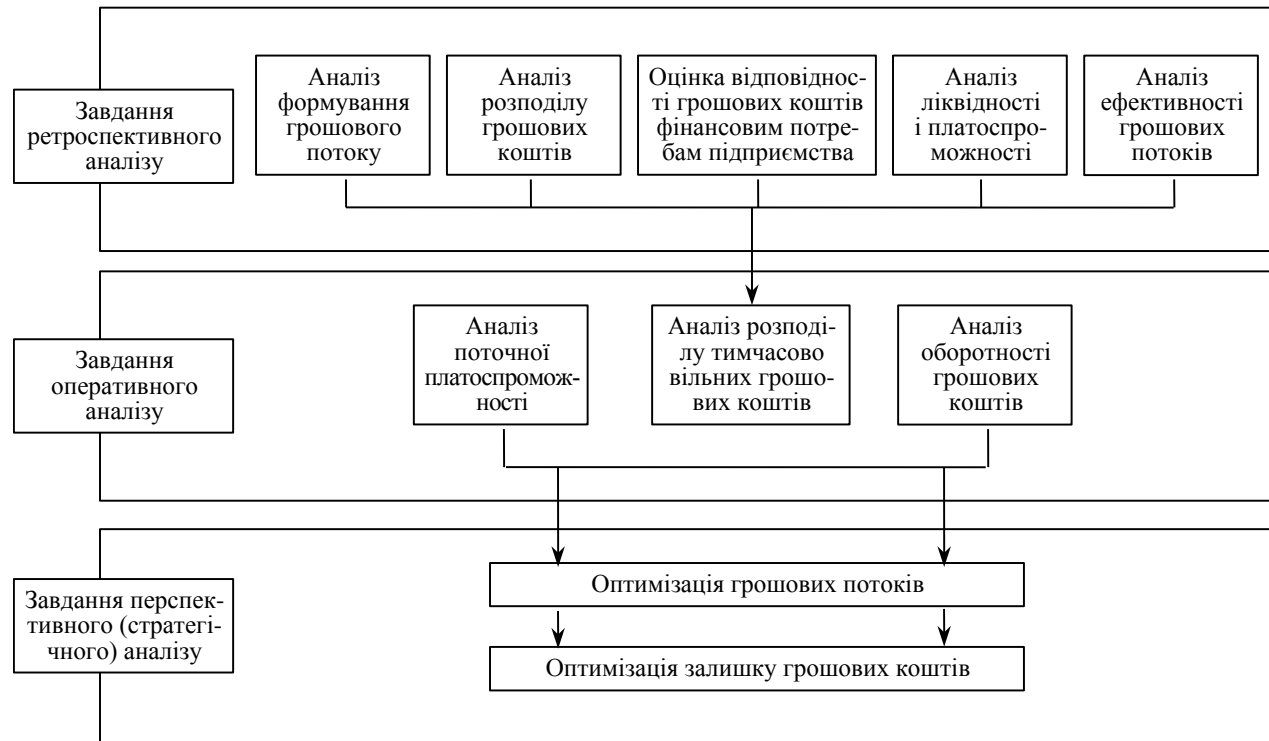 Завдання
ретроспективного
аналізу
Аналіз
формування
грошового
потоку
Аналіз
розподілу
грошових
коштів
Оцінка відповіднос-
ті грошових коштів
фінансовим потре-
бам підприємства
Аналіз
ліквідності
і платоспро-
можності
Аналіз
ефективності
грошових
потоків
Завдання
оперативного
аналізу
Аналіз
поточної
платоспромож-
ності
Аналіз розподі-
лу тимчасово
вільних грошо-
вих коштів
Аналіз
оборотності
грошових
коштів
Завдання перспек-
тивного (стратегі-
чного) аналізу
Оптимізація грошових потоків
Оптимізація залишку грошових коштів